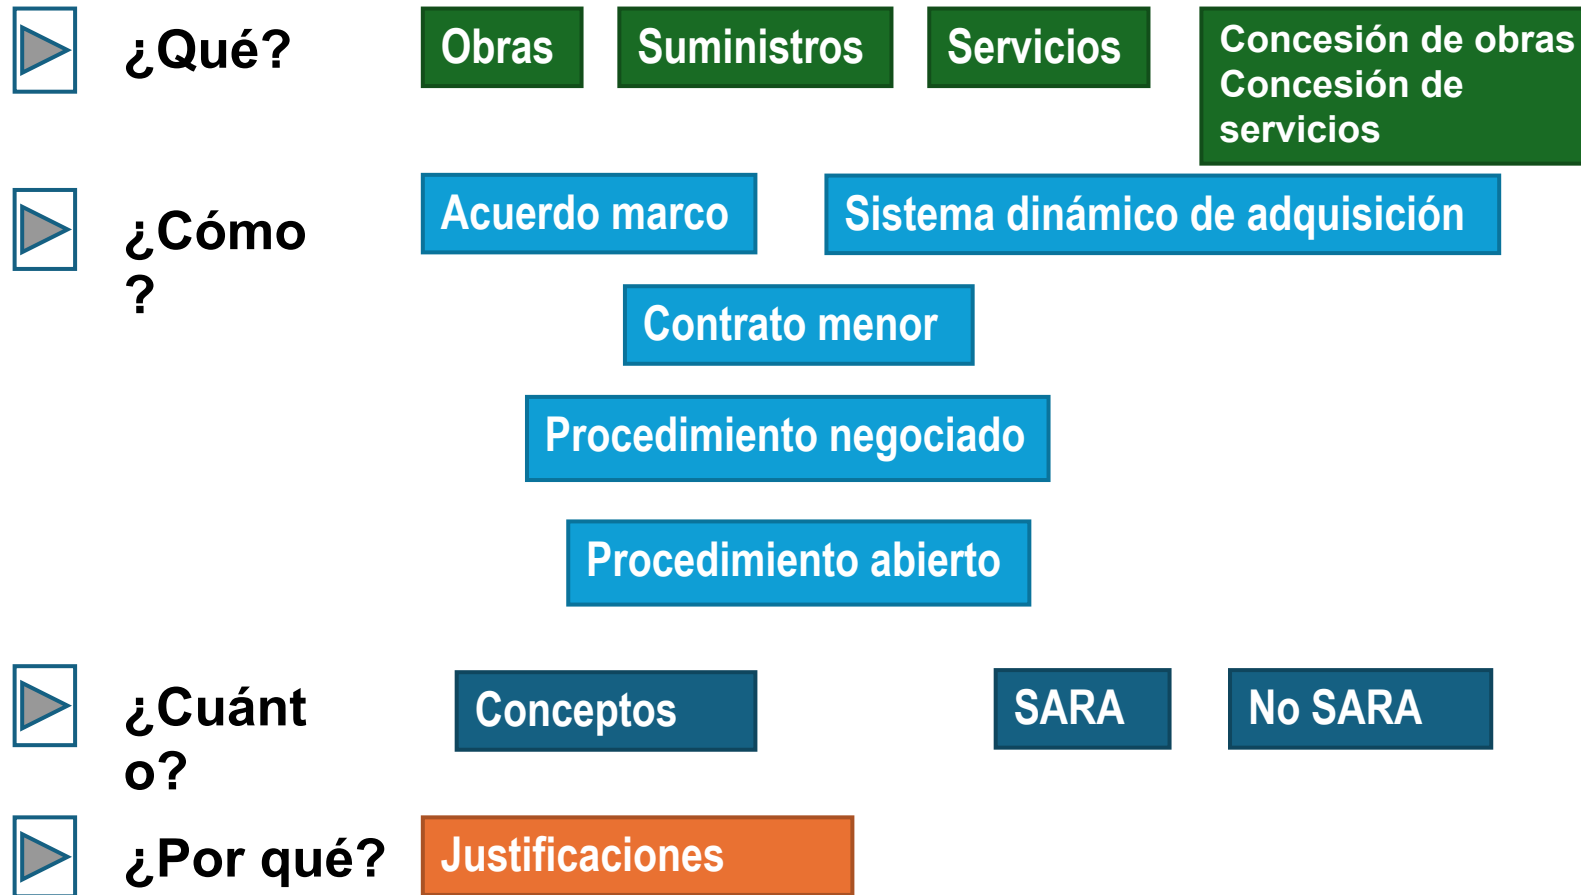 ¿Qué?
Obras
Suministros
Servicios
Concesión de obras
Concesión de
servicios
¿Cómo
?
Acuerdo marco
Sistema dinámico de adquisición
Contrato menor
Procedimiento negociado
Procedimiento abierto
¿Cuánt
o?
Conceptos
SARA
No SARA
¿Por qué?
Justificaciones